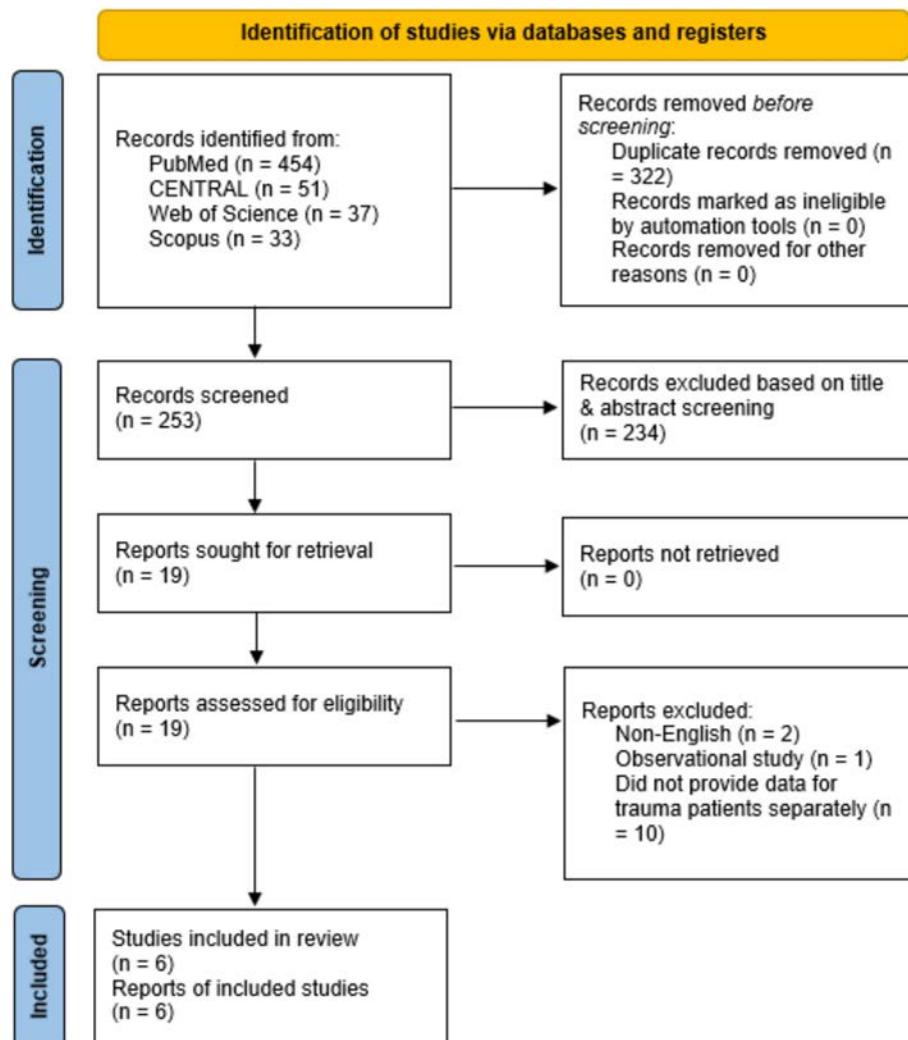 Identification of studies via databases and registers
Identification
Records identified from:
PubMed (n = 454)
CENTRAL (n = 51)
Web of Science (n = 37)
Scopus (n = 33)
Records removed before
screening:
Duplicate records removed (n
= 322)
Records marked as ineligible
by automation tools (n = 0)
Records removed for other
reasons (n = 0)
Screening
Records screened
(n = 253)
Records excluded based on title
& abstract screening
(n = 234)
Reports sought for retrieval
(n = 19)
Reports not retrieved
(n = 0)
Reports assessed for eligibility
(n = 19)
Reports excluded:
Non-English (n = 2)
Observational study (n = 1)
Did not provide data for
trauma patients separately (n
= 10)
Included
Studies included in review
(n = 6)
Reports of included studies
(n = 6)